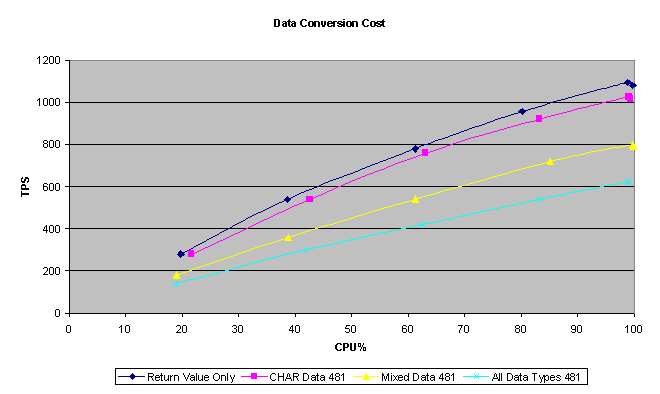 Data Conversion Cost
1200
1000
800
600
400
200
0
TPS
0 10 20 30 40 50 60 70 80 90 100
CPU%
Return Value Only CHAR Data 481 Mixed Data 481 All Data Types 481